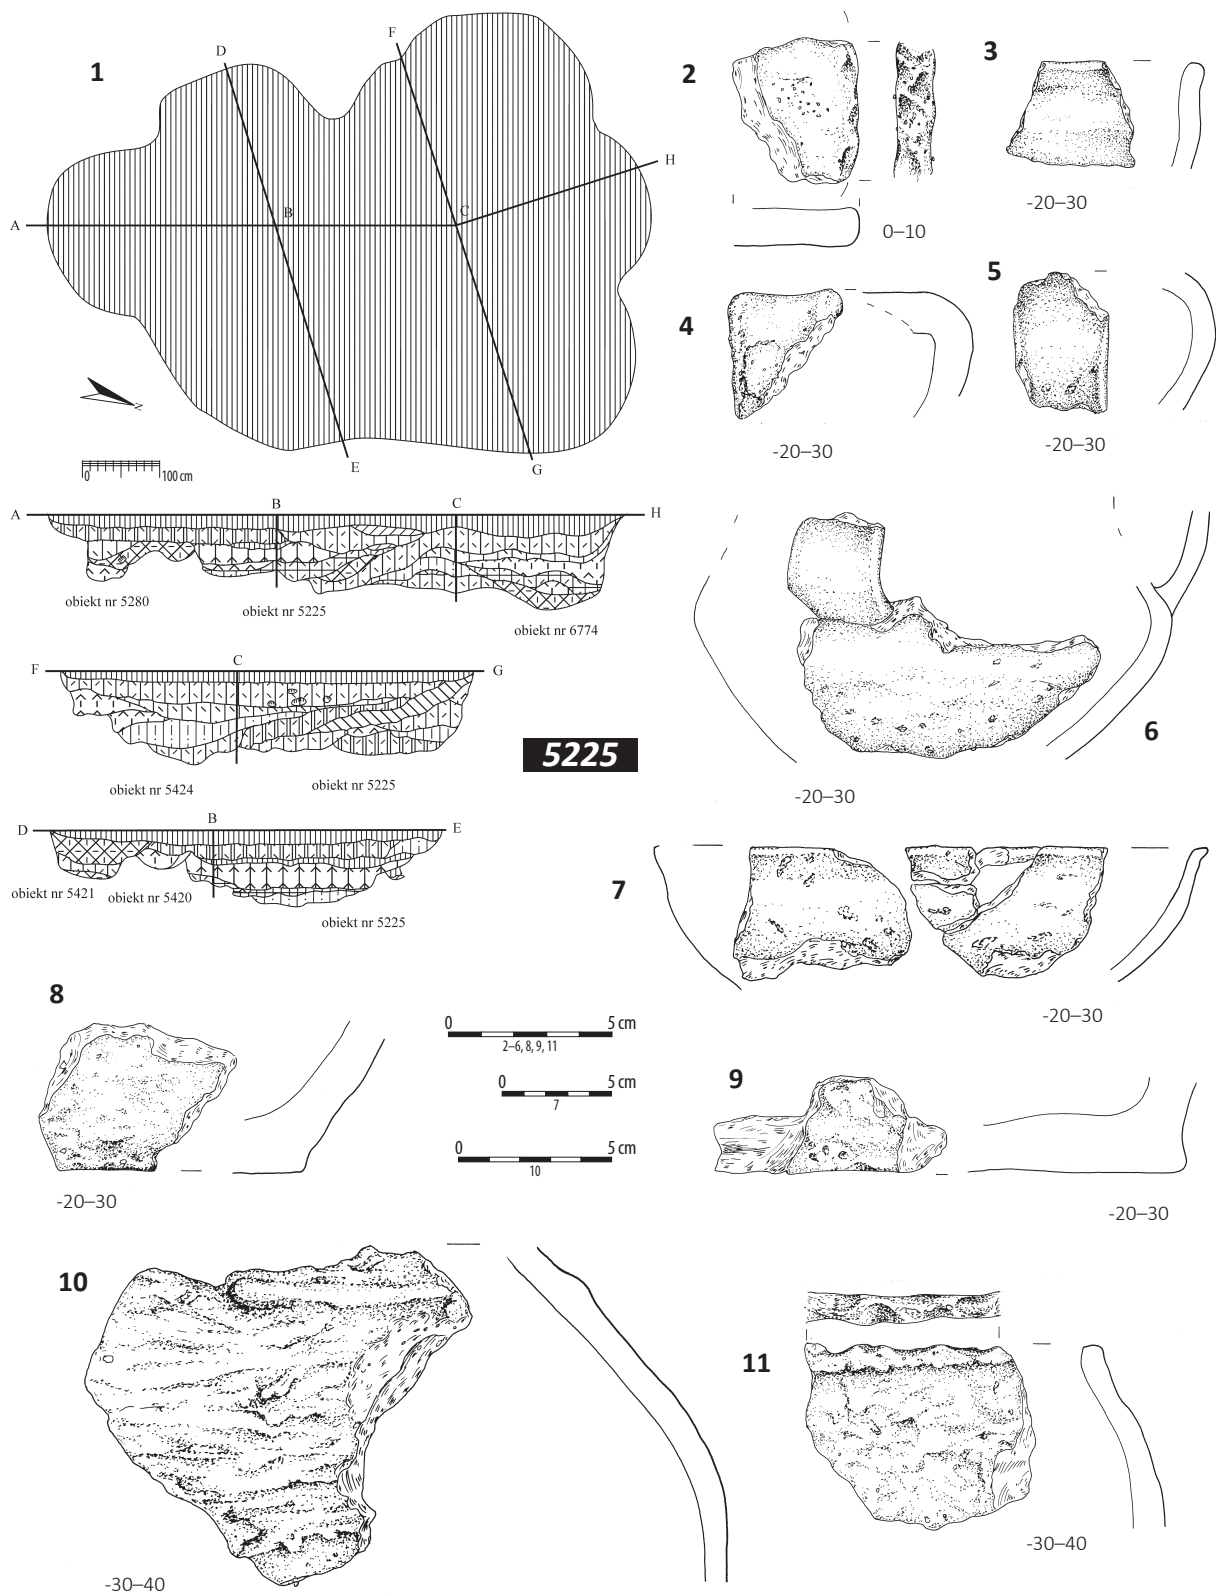 1
D
F
H
A
B
C
E
G
N
0 100 cm
2
0–10
3
-20–30
4
-20–30
5
-20–30
A B C H
obiekt nr 5280
obiekt nr 5225
obiekt nr 6774
F C G
obiekt nr 5424
obiekt nr 5225
5225
D B E
obiekt nr 5421
obiekt nr 5420
obiekt nr 5225
6
-20–30
7
-20–30
8
-20–30
0 5 cm
2–6, 8, 9, 11
0 5 cm
7
0 5 cm
10
9
-20–30
10
-30–40
11
-30–40